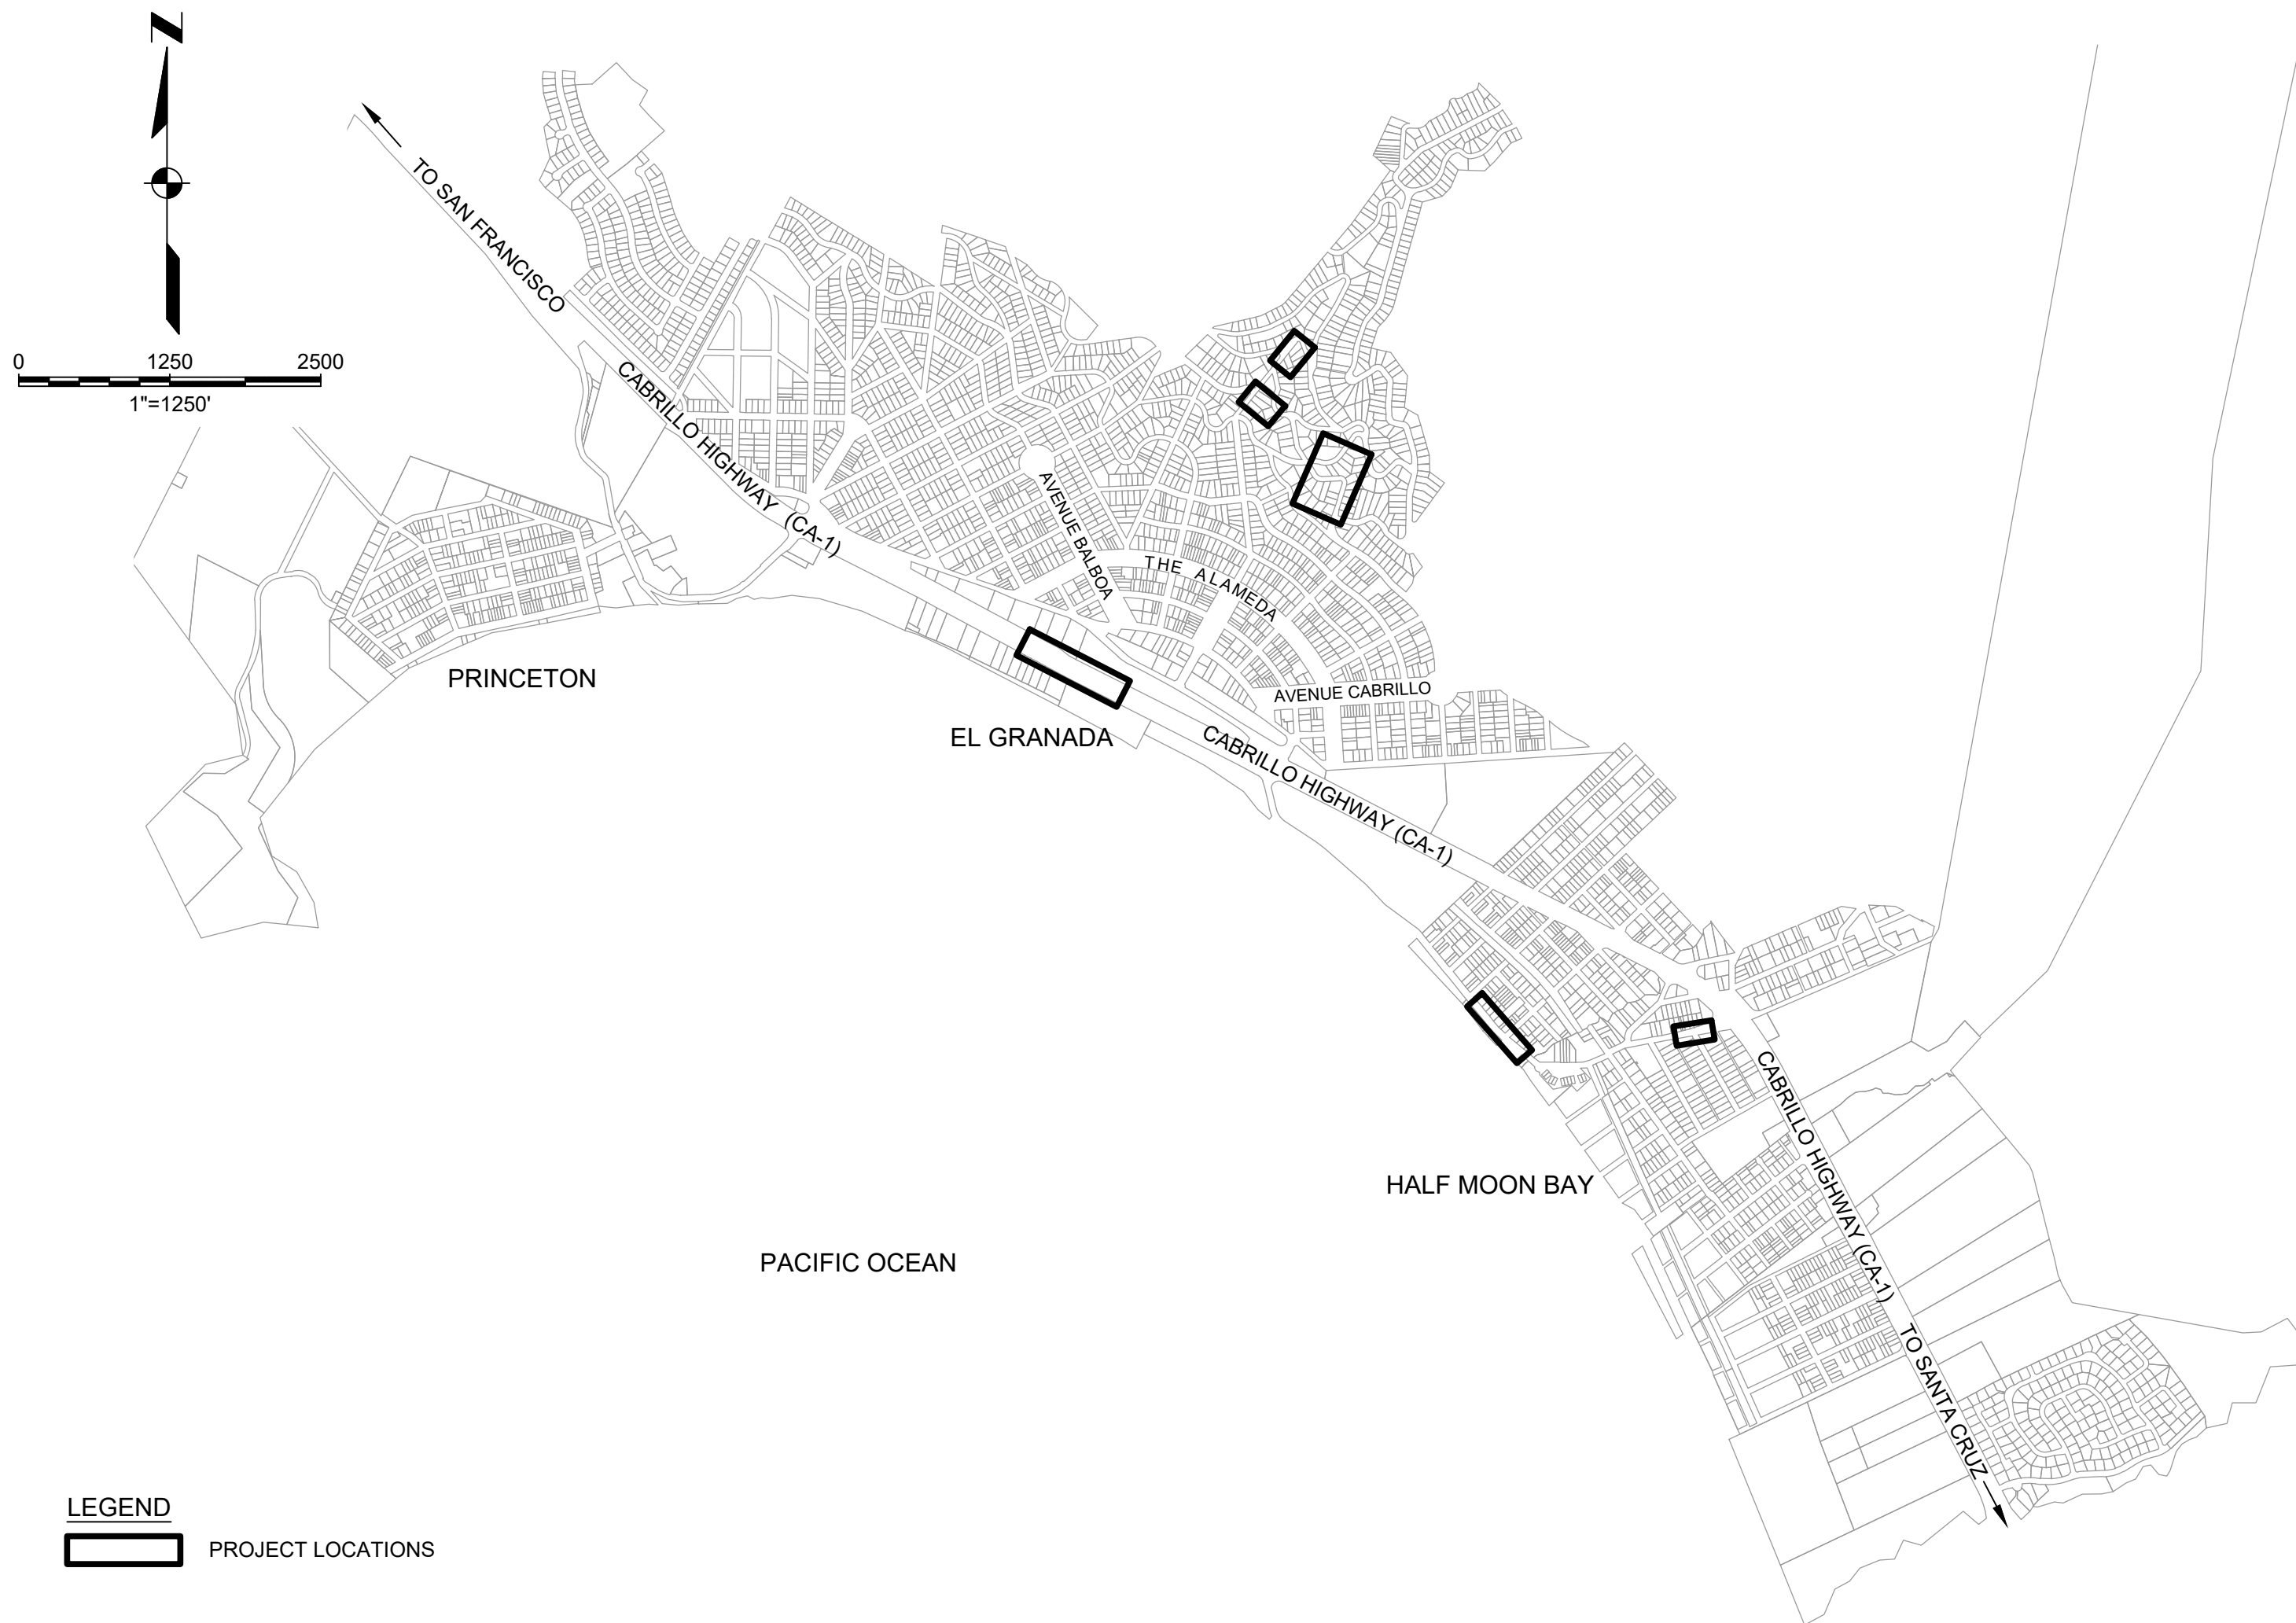 N
TO SAN FRANCISCO
0 1250 2500
1"=1250'
CABRILLO HIGHWAY (CA-1)
AVENUE BALBOA
THE ALAMEDA
PRINCETON
AVENUE CABRILLO
EL GRANADA
CABRILLO HIGHWAY (CA-1)
CABRILLO HIGHWAY (CA-1)
HALF MOON BAY
PACIFIC OCEAN
TO SANTA CRUZ
LEGEND
PROJECT LOCATIONS